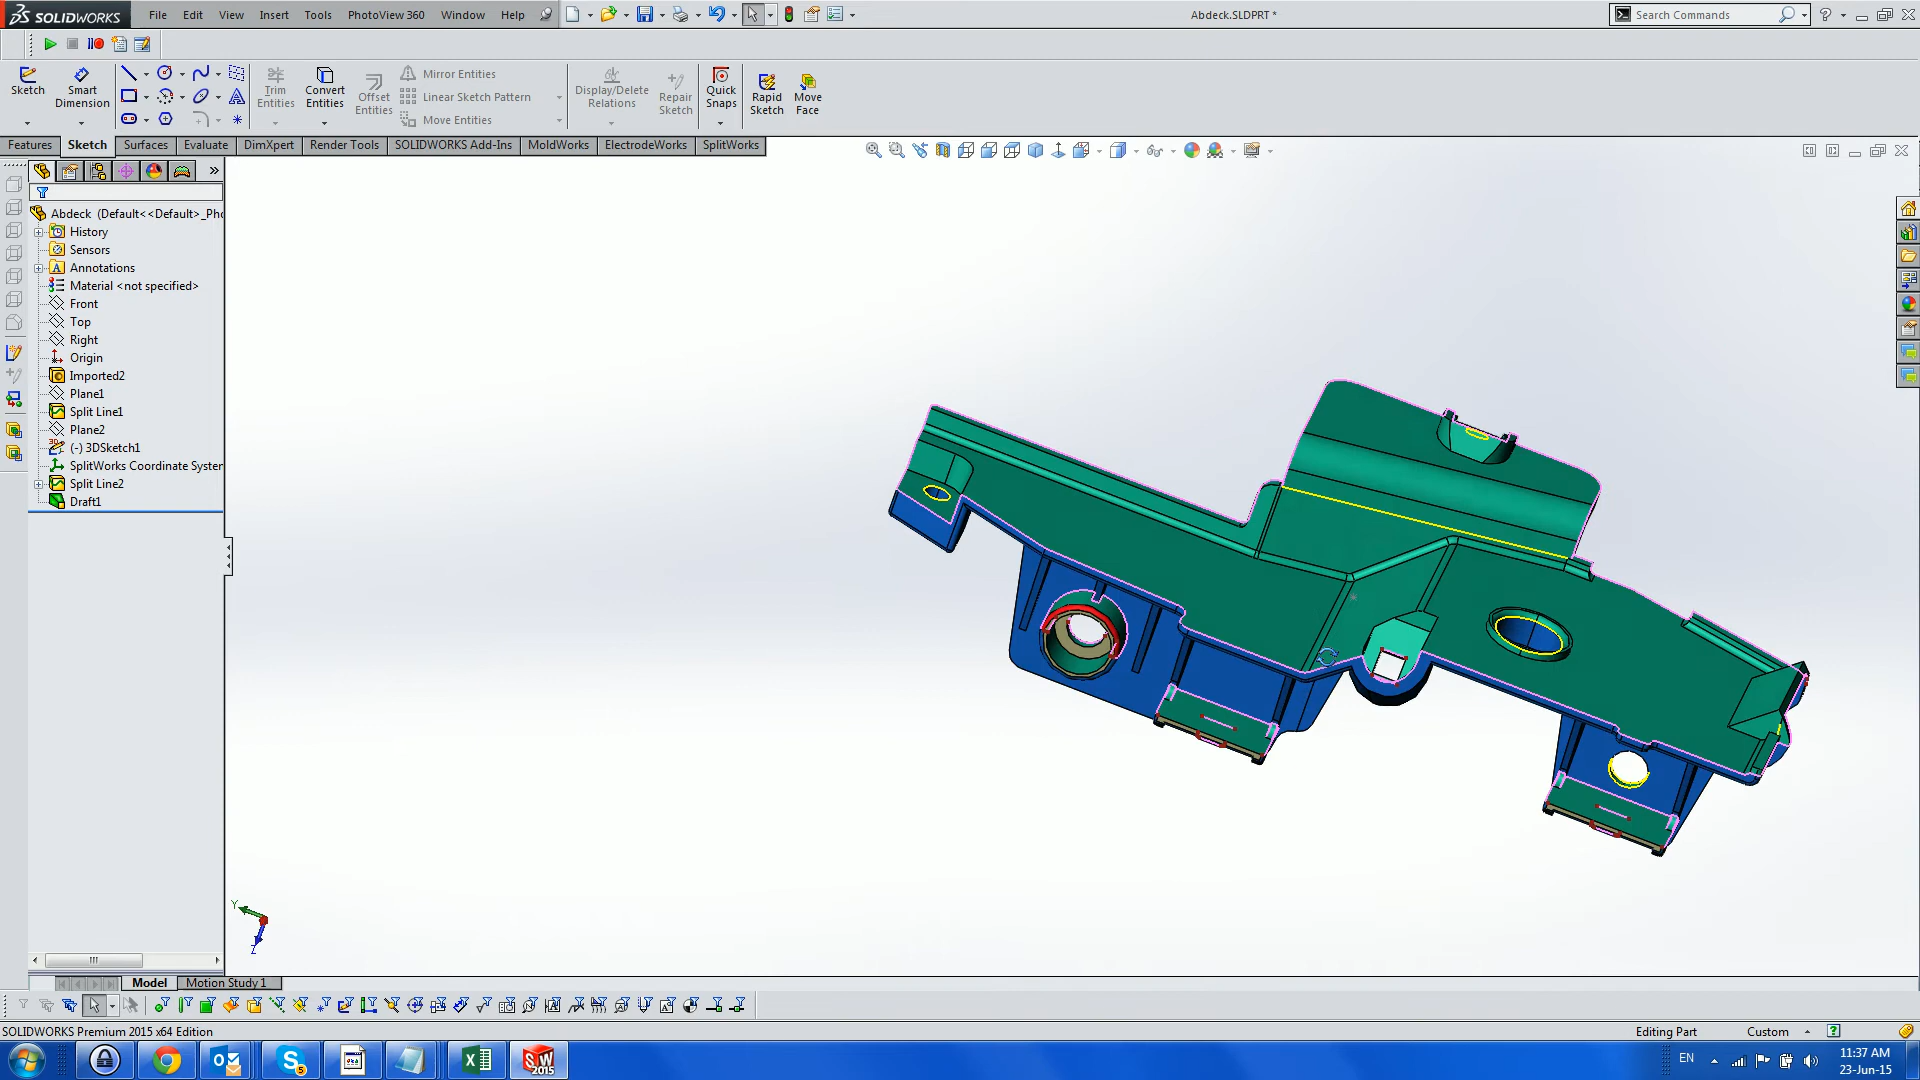 SOLIDWORKS File Edit View Insert Tools PhotoView 360 Window Help Abdeck.SLDPRT * Search Commands
Sketch Smart Dimension Trim Entities Convert Entities Offset Entities Mirror Entities Linear Sketch Pattern Move Entities Display/Delete Relations Repair Sketch Quick Snaps Rapid Sketch Move Face
Features Sketch Surfaces Evaluate DimXpert Render Tools SOLIDWORKS Add-Ins MoldWorks ElectrodeWorks SplitWorks
Abdeck (Default<<Default>_Pho
History
Sensors
Annotations
Material <not specified>
Front
Top
Right
Origin
Imported2
Plane1
Split Line1
Plane2
(-) 3DSketch1
SplitWorks Coordinate System
Split Line2
Draft1
Y
Z
Model Motion Study 1
SOLIDWORKS Premium 2015 x64 Edition Editing Part Custom
EN 11:37 AM
23-Jun-15